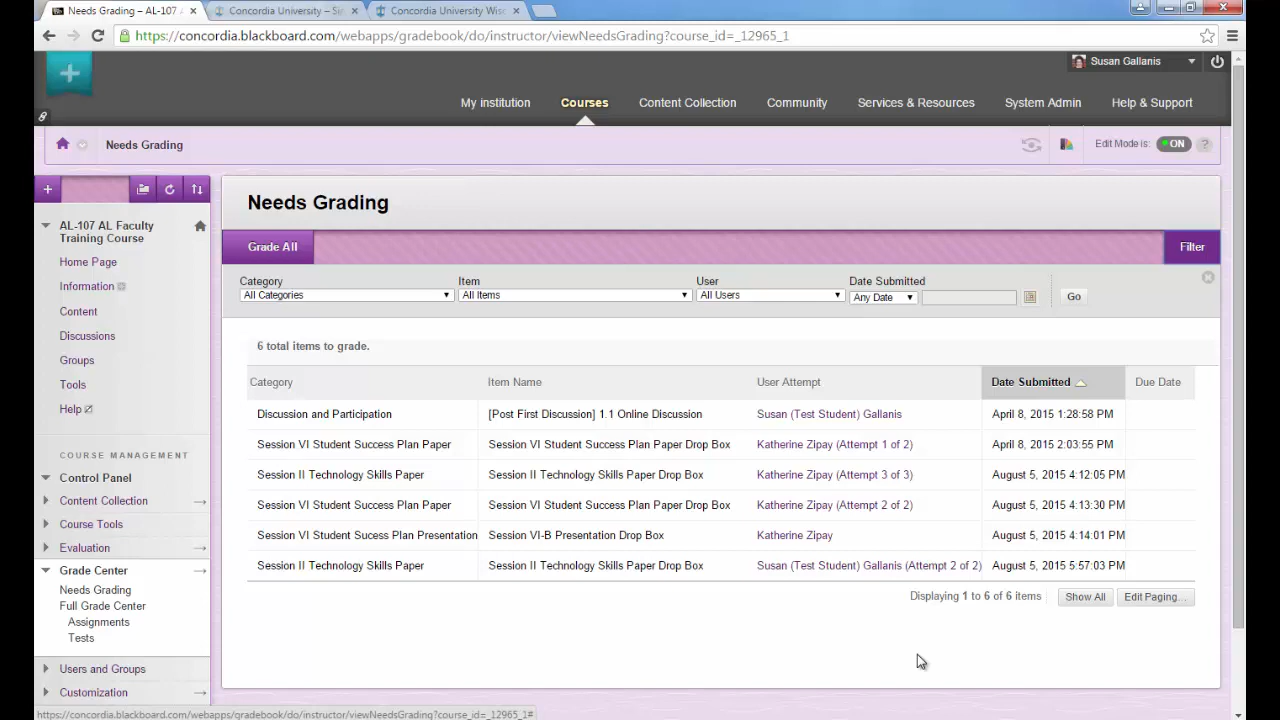 Needs Grading – AL-107 A
Concordia University – Si
Concordia University Wisc
https://concordia.blackboard.com/webapps/gradebook/do/instructor/viewNeedsGrading?course_id=_12965_1
Susan Gallanis
My institution
Courses
Content Collection
Community
Services & Resources
System Admin
Help & Support
Needs Grading
Edit Mode is:
ON
?
AL-107 AL Faculty
Training Course
Home Page
Information
Content
Discussions
Groups
Tools
Help
COURSE MANAGEMENT
Control Panel
Content Collection
Course Tools
Evaluation
Grade Center
Needs Grading
Full Grade Center
Assignments
Tests
Users and Groups
Customization
Needs Grading
Grade All
Filter
Category
Item
User
Date Submitted
All Categories
All Items
All Users
Any Date
Go
6 total items to grade.
Category Item Name User Attempt Date Submitted Due Date
Discussion and Participation [Post First Discussion] 1.1 Online Discussion Susan (Test Student) Gallanis April 8, 2015 1:28:58 PM
Session VI Student Success Plan Paper Session VI Student Success Plan Paper Drop Box Katherine Zipay (Attempt 1 of 2) April 8, 2015 2:03:55 PM
Session II Technology Skills Paper Session II Technology Skills Paper Drop Box Katherine Zipay (Attempt 3 of 3) August 5, 2015 4:12:05 PM
Session VI Student Success Plan Paper Session VI Student Success Plan Paper Drop Box Katherine Zipay (Attempt 2 of 2) August 5, 2015 4:13:30 PM
Session VI Student Sucess Plan Presentation Session VI-B Presentation Drop Box Katherine Zipay August 5, 2015 4:14:01 PM
Session II Technology Skills Paper Session II Technology Skills Paper Drop Box Susan (Test Student) Gallanis (Attempt 2 of 2) August 5, 2015 5:57:03 PM
Displaying 1 to 6 of 6 items
Show All
Edit Paging...
https://concordia.blackboard.com/webapps/gradebook/do/instructor/viewNeedsGrading?course_id=_12965_1#